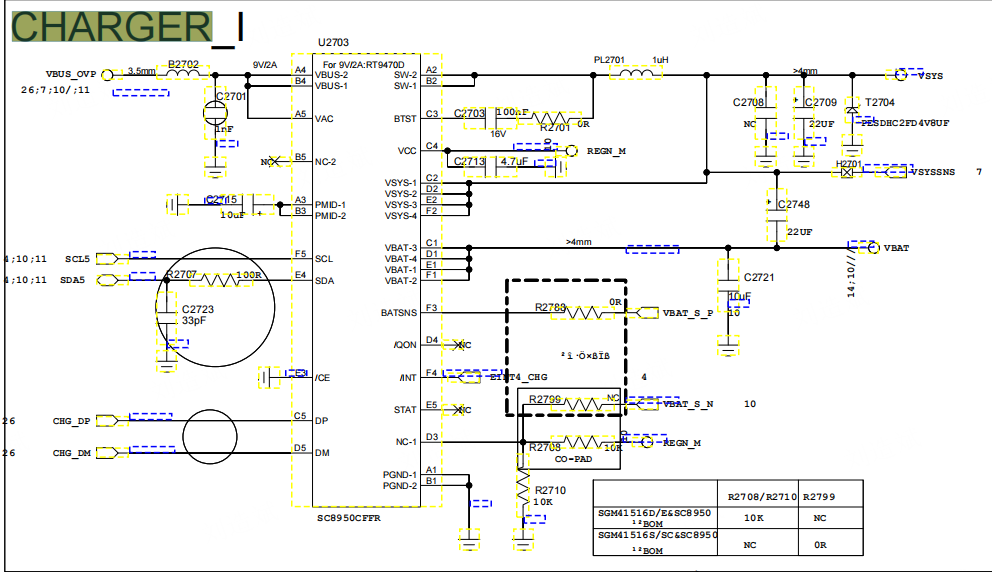 CHARGER_I
U2703
For 9V/2A:RT9470D
VBUS_OVP
3.5mm
B2702
9V/2A
26;7;10/;11
C2701
1nF
A4 VBUS-2
B4 VBUS-1
A5 VAC
NC B5 NC-2
C2715
10uF
A3 PMID-1
B3 PMID-2
4;10;11 SCL5 F5 SCL
4;10;11 SDA5 R2707 100R E4 SDA
C2723
33pF
E3 /CE
26 CHG_DP C5 DP
26 CHG_DM D5 DM
SW-2 A2
SW-1 B2
BTST C3
C2703 100nF
16V
R2701 0R
PL2701 1uH
VCC C4
REGN_M
C2713 4.7uF
VSYS-1 C2
VSYS-2 D2
VSYS-3 E2
VSYS-4 F2
VBAT-3 C1
VBAT-4 D1
VBAT-1 E1
VBAT-2 F1
BATSNS F3
R2788 0R
VBAT_S_P 10
/QON D4 NC
/INT F4 EINT4_CHG 4
STAT E5 NC
R2799 NC
VBAT_S_N 10
NC-1 D3
R2708 10K
REGN_M
CO-PAD
R2710
10K
PGND-1 A1
PGND-2 B1
SC8950CFFR
>4mm
VSYS
C2708
NC
C2709
22UF
T2704
PESDHC2FD4V8UF
H2701
VSYSSNS 7
C2748
22UF
>4mm
VBAT
14;10//
C2721
10uF
²î·Ö×ßÏß
R2708/R2710 R2799
SGM41516D/E&SC8950
¹²BOM
10K NC
SGM41516S/SC&SC8950
¹²BOM
NC 0R